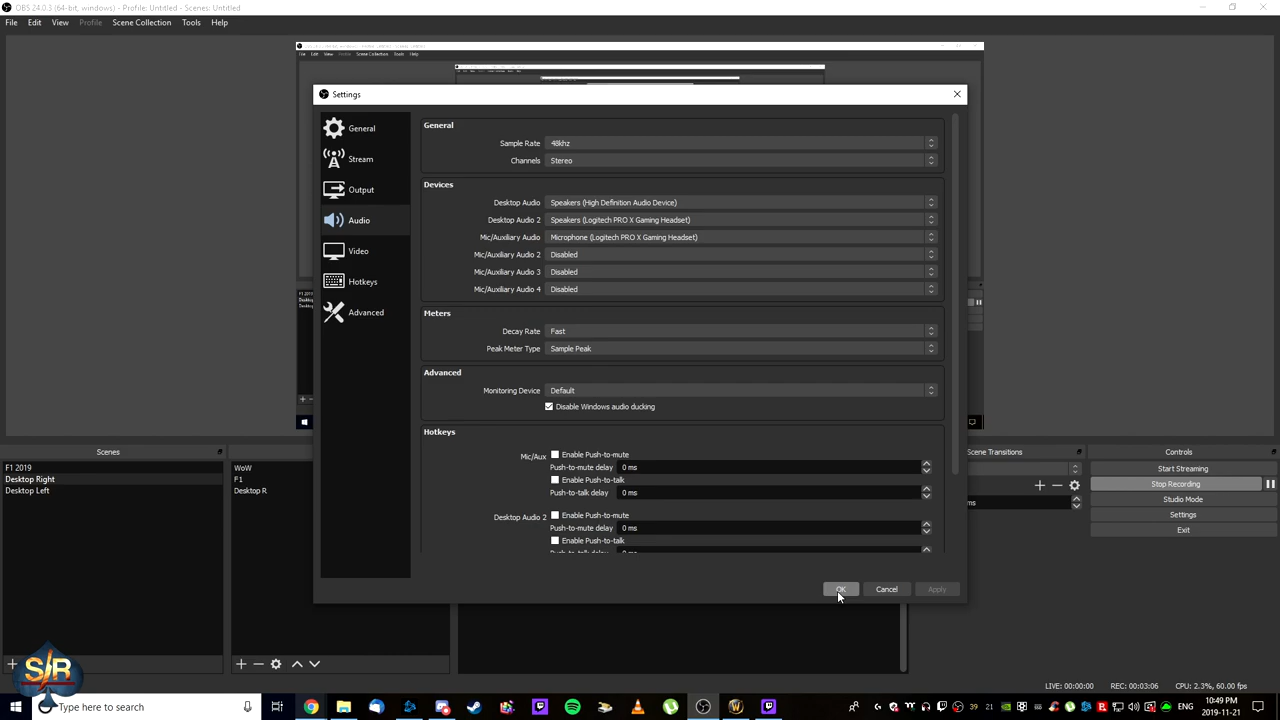 OBS 24.0.3 (64-bit, windows) - Profile: Untitled - Scenes: Untitled
File Edit View Profile Scene Collection Tools Help
Settings
General
Stream
Output
Audio
Video
Hotkeys
Advanced
General
Sample Rate 48khz
Channels Stereo
Devices
Desktop Audio Speakers (High Definition Audio Device)
Desktop Audio 2 Speakers (Logitech PRO X Gaming Headset)
Mic/Auxiliary Audio Microphone (Logitech PRO X Gaming Headset)
Mic/Auxiliary Audio 2 Disabled
Mic/Auxiliary Audio 3 Disabled
Mic/Auxiliary Audio 4 Disabled
Meters
Decay Rate Fast
Peak Meter Type Sample Peak
Advanced
Monitoring Device Default
Disable Windows audio ducking
Hotkeys
Mic/Aux Enable Push-to-mute
Push-to-mute delay 0 ms
Enable Push-to-talk
Push-to-talk delay 0 ms
Desktop Audio 2 Enable Push-to-mute
Push-to-mute delay 0 ms
Enable Push-to-talk
OK Cancel Apply
Scenes
F1 2019
Desktop Right
Desktop Left
WoW
F1
Desktop R
Scene Transitions
ms
Controls
Start Streaming
Stop Recording
Studio Mode
Settings
Exit
LIVE: 00:00:00 REC: 00:03:06 CPU: 2.3%, 60.00 fps
S/R
Type here to search
39 21
ENG
10:49 PM
2019-11-21